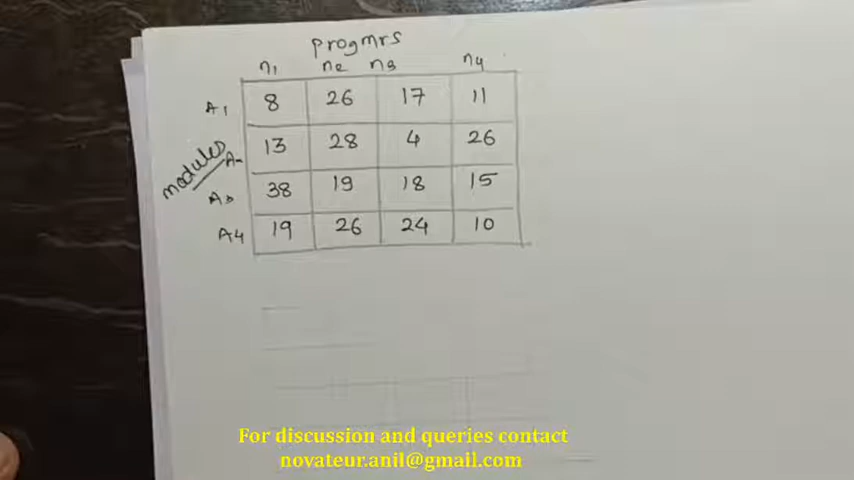 progmrs
n1 n2 n3 n4
A1 8 26 17 11
modules
A2 13 28 4 26
A3 38 19 18 15
A4 19 26 24 10
For discussion and queries contact
novateur.anil@gmail.com